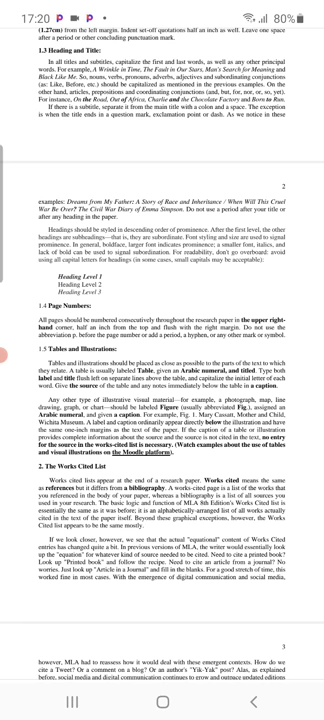 17:20 P P •
80%
(1.27cm) from the left margin. Indent set-off quotations half an inch as well. Leave one space
after a period or other concluding punctuation mark.
1.3 Heading and Title:
In all titles and subtitles, capitalize the first and last words, as well as any other principal
words. For example, A Wrinkle in Time, The Fault in Our Stars, Man's Search for Meaning and
Black Like Me. So, nouns, verbs, pronouns, adverbs, adjectives and subordinating conjunctions
(as: Like, Before, etc.) should be capitalized as mentioned in the previous examples. On the
other hand, articles, prepositions and coordinating conjunctions (and, but, for, nor, or, so, yet).
For instance, On the Road, Out of Africa, Charlie and the Chocolate Factory and Born to Run.
If there is a subtitle, separate it from the main title with a colon and a space. The exception
is when the title ends in a question mark, exclamation point or dash. As we notice in these
2
examples: Dreams from My Father: A Story of Race and Inheritance / When Will This Cruel
War Be Over? The Civil War Diary of Emma Simpson. Do not use a period after your title or
after any heading in the paper.
Headings should be styled in descending order of prominence. After the first level, the other
headings are subheadings—that is, they are subordinate. Font styling and size are used to signal
prominence. In general, boldface, larger font indicates prominence; a smaller font, italics, and
lack of bold can be used to signal subordination. For readability, don't go overboard: avoid
using all capital letters for headings (in some cases, small capitals may be acceptable):
Heading Level 1
Heading Level 2
Heading Level 3
1.4 Page Numbers:
All pages should be numbered consecutively throughout the research paper in the upper right-
hand corner, half an inch from the top and flush with the right margin. Do not use the
abbreviation p. before the page number or add a period, a hyphen, or any other mark or symbol.
1.5 Tables and Illustrations:
Tables and illustrations should be placed as close as possible to the parts of the text to which
they relate. A table is usually labeled Table, given an Arabic numeral, and titled. Type both
label and title flush left on separate lines above the table, and capitalize the initial letter of each
word. Give the source of the table and any notes immediately below the table in a caption.
Any other type of illustrative visual material—for example, a photograph, map, line
drawing, graph, or chart—should be labeled Figure (usually abbreviated Fig.), assigned an
Arabic numeral, and given a caption. For example, Fig. 1. Mary Cassatt, Mother and Child,
Wichita Museum. A label and caption ordinarily appear directly below the illustration and have
the same one-inch margins as the text of the paper. If the caption of a table or illustration
provides complete information about the source and the source is not cited in the text, no entry
for the source in the works-cited list is necessary. (Watch examples about the use of tables
and visual illustrations on the Moodle platform).
2. The Works Cited List
Works cited lists appear at the end of a research paper. Works cited means the same
as references but it differs from a bibliography. A works-cited page is a list of the works that
you referenced in the body of your paper, whereas a bibliography is a list of all sources you
used in your research. The basic logic and function of MLA 8th Edition's Works Cited list is
essentially the same as it was before; it is an alphabetically-arranged list of all works actually
cited in the text of the paper itself. Beyond these graphical exceptions, however, the Works
Cited list appears to be the same mostly.
If we look closer, however, we see that the actual "equational" content of Works Cited
entries has changed quite a bit. In previous versions of MLA, the writer would essentially look
up the "equation" for whatever kind of source needed to be cited. Need to cite a printed book?
Look up "Printed book" and follow the recipe. Need to cite an article from a journal? No
worries. Just look up "Article in a Journal" and fill in the blanks. For a good stretch of time, this
worked fine in most cases. With the emergence of digital communication and social media,
3
however, MLA had to reassess how it would deal with these emergent contexts. How do we
cite a Tweet? Or a comment on a blog? Or an author's "Yik-Yak" post? Alas, as explained
before, social media and digital communication continues to grow and outpace updated editions